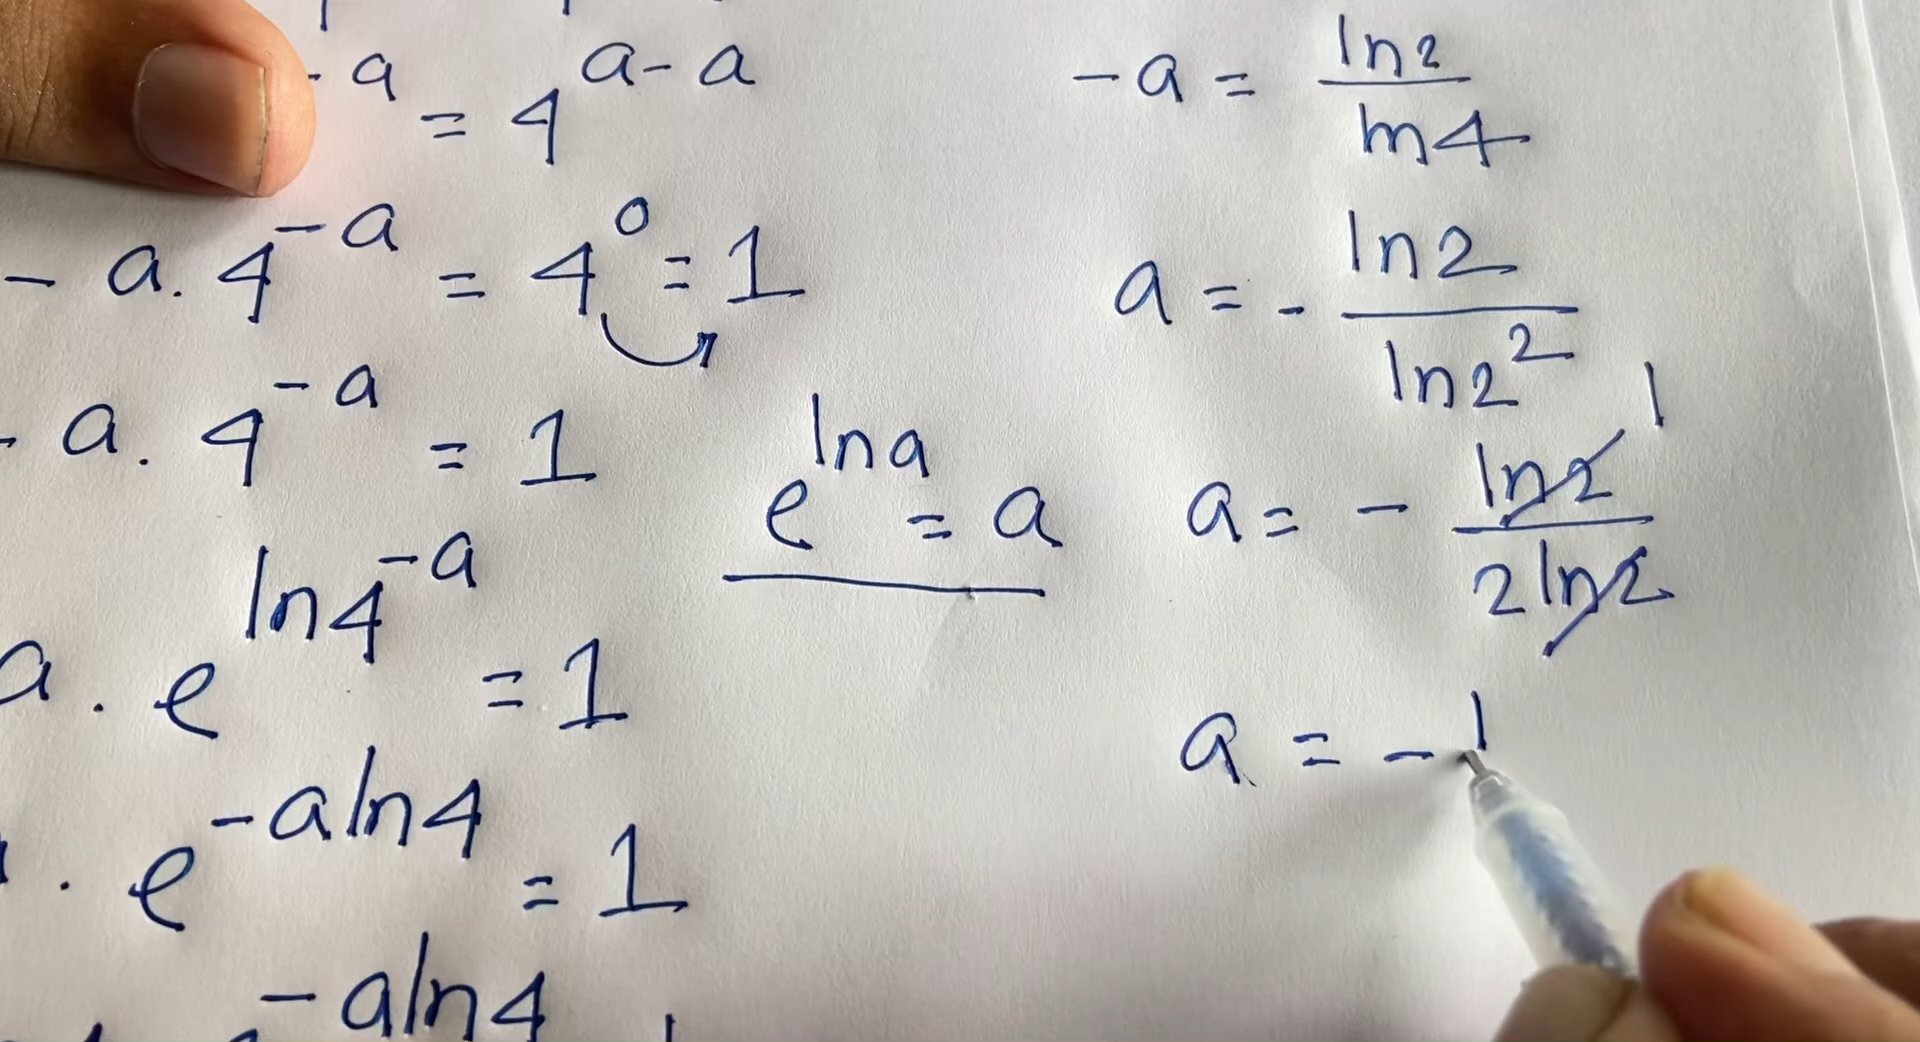 - a = 4^{a-a}
- a. 4^{-a} = 4^0 = 1
- a. 4^{-a} = 1
a. e^{ln4^{-a}} = 1
. e^{-aln4} = 1
-aln4
e^{lna} = a
-a = ln2/ln4
a = - ln2/ln2^2
a = - ln2/2ln2 1
a = - 1